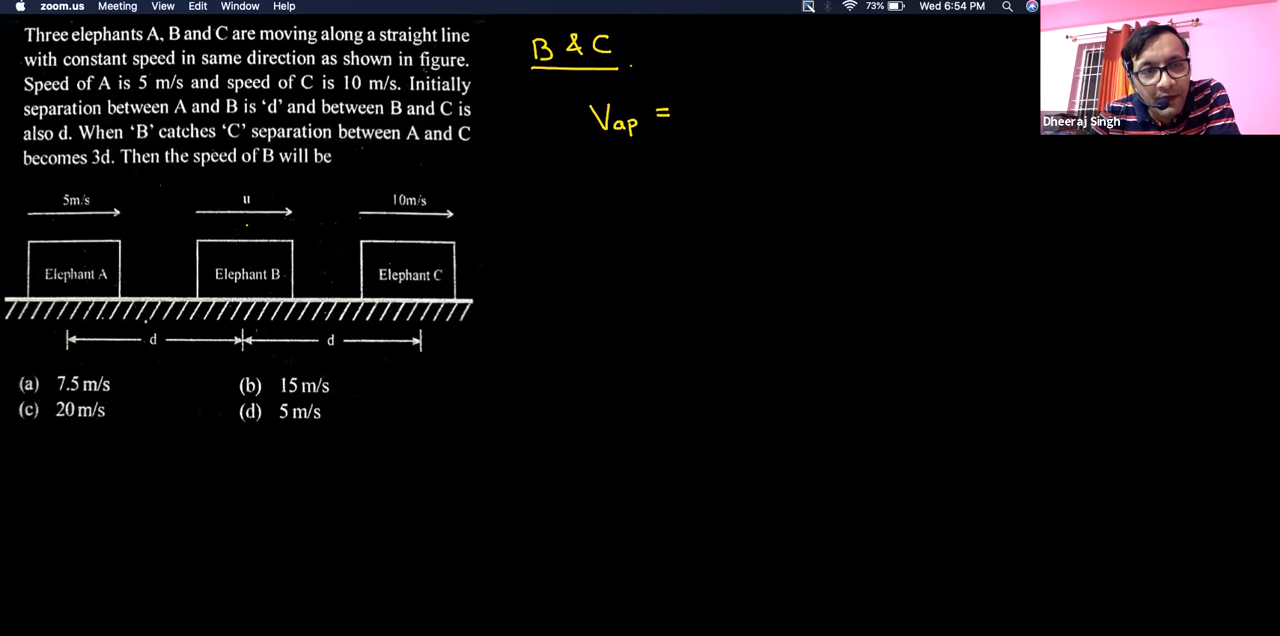 zoom.us Meeting View Edit Window Help 73% Wed 6:54 PM
Three elephants A, B and C are moving along a straight line
with constant speed in same direction as shown in figure.
Speed of A is 5 m/s and speed of C is 10 m/s. Initially
separation between A and B is ‘d’ and between B and C is
also d. When ‘B’ catches ‘C’ separation between A and C
becomes 3d. Then the speed of B will be
5m/s u 10m/s
Elephant A Elephant B Elephant C
d d
(a) 7.5 m/s (b) 15 m/s
(c) 20 m/s (d) 5 m/s
B & C
Vap =
Dheeraj Singh